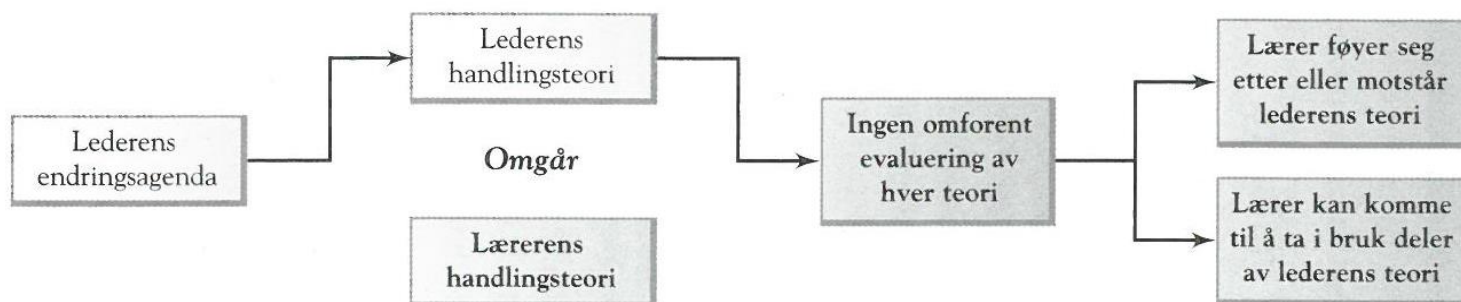 Lederens
endringsagenda
Lederens
handlingsteori
Omgår
Lærerens
handlingsteori
Ingen omforent
evaluering av
hver teori
Lærer føyer seg
etter eller motstår
lederens teori
Lærer kan komme
til å ta i bruk deler
av lederens teori